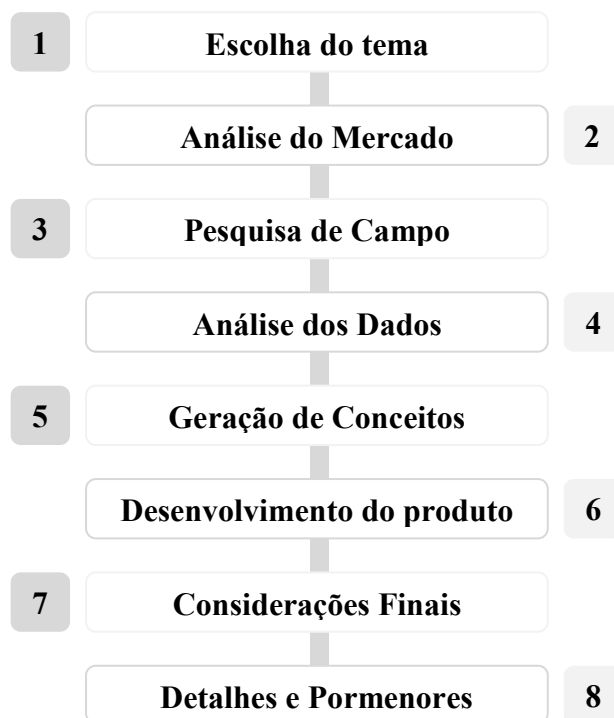 1 Escolha do tema
Análise do Mercado 2
3 Pesquisa de Campo
Análise dos Dados 4
5 Geração de Conceitos
Desenvolvimento do produto 6
7 Considerações Finais
Detalhes e Pormenores 8